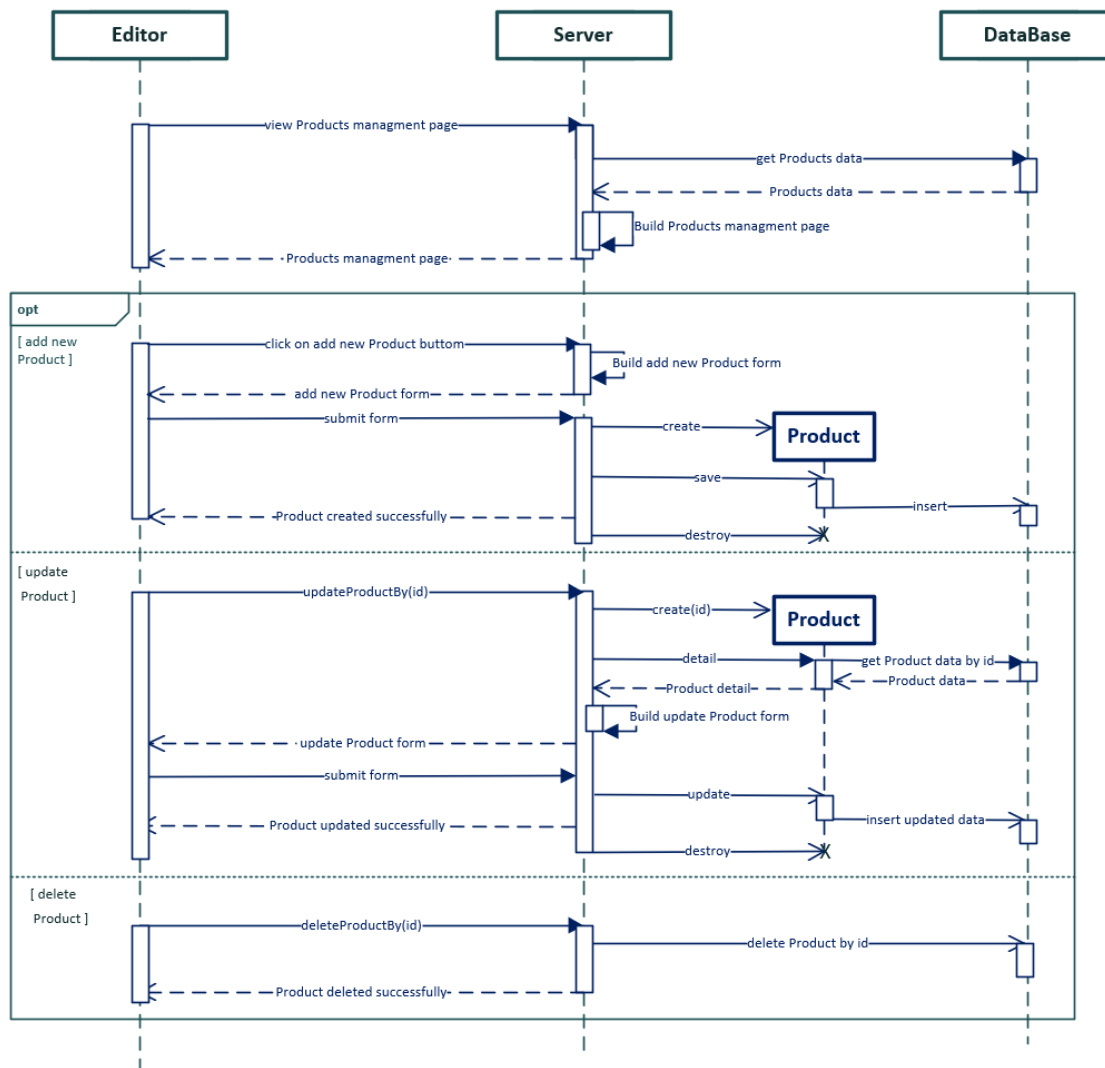 Editor
Server
DataBase
view Products managment page
get Products data
Products data
Build Products managment page
Products managment page
opt
[ add new
Product ]
click on add new Product buttom
Build add new Product form
add new Product form
submit form
create
Product
save
insert
Product created successfully
destroy
X
[ update
Product ]
updateProductBy(id)
create(id)
Product
detail
get Product data by id
Product data
Product detail
Build update Product form
update Product form
submit form
update
insert updated data
Product updated successfully
destroy
X
[ delete
Product ]
deleteProductBy(id)
delete Product by id
Product deleted successfully